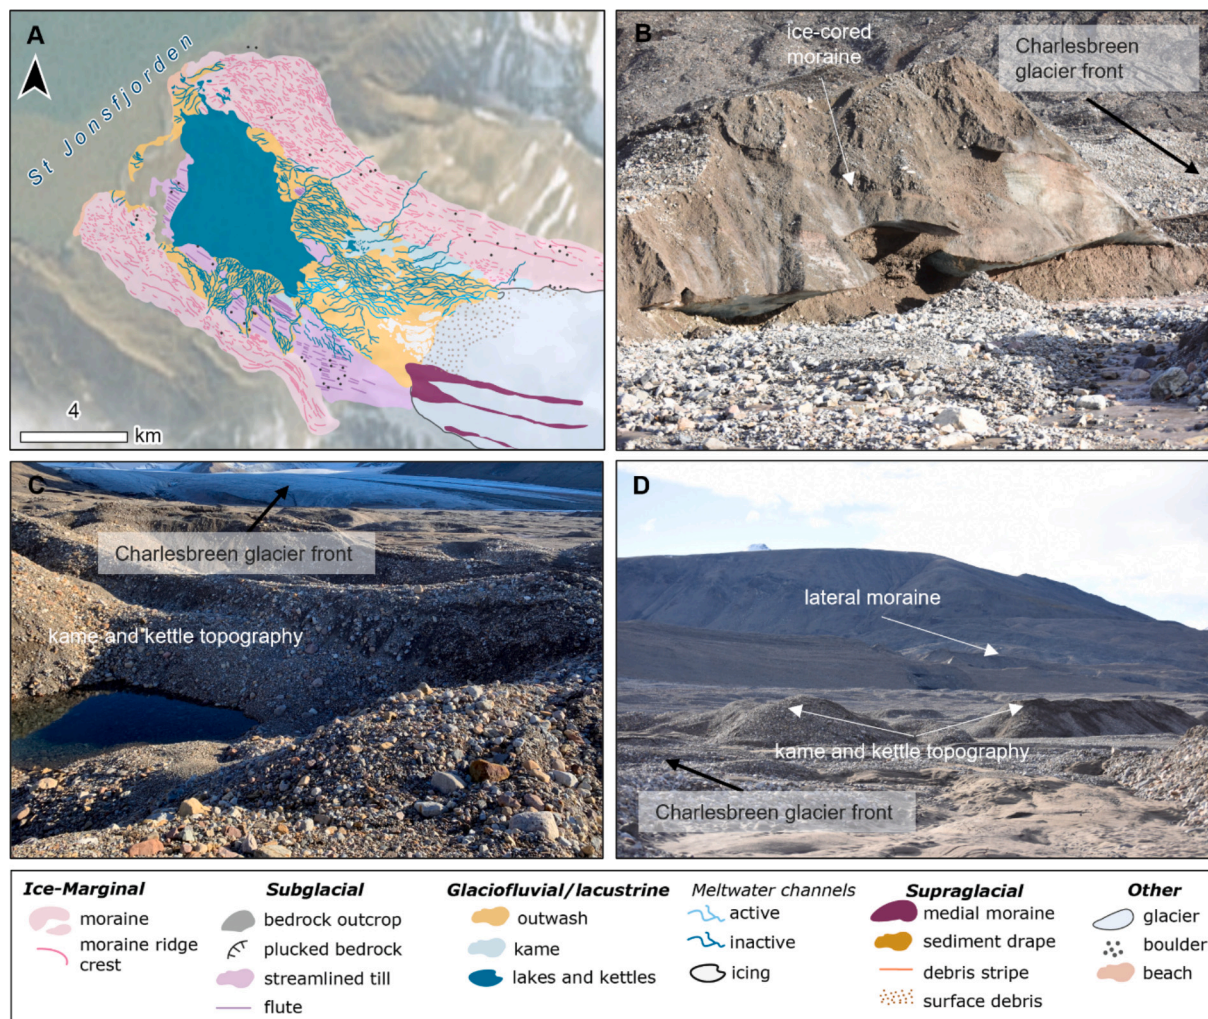 A
St Jonsfjorden
4
km
B
ice-cored
moraine
Charlesbreen
glacier front
C
Charlesbreen glacier front
kame and kettle topography
D
lateral moraine
kame and kettle topography
Charlesbreen glacier front
Ice-Marginal
moraine
moraine ridge
crest
Subglacial
bedrock outcrop
plucked bedrock
streamlined till
flute
Glaciofluvial/lacustrine
outwash
kame
lakes and kettles
Meltwater channels
active
inactive
icing
Supraglacial
medial moraine
sediment drape
debris stripe
surface debris
Other
glacier
boulder
beach